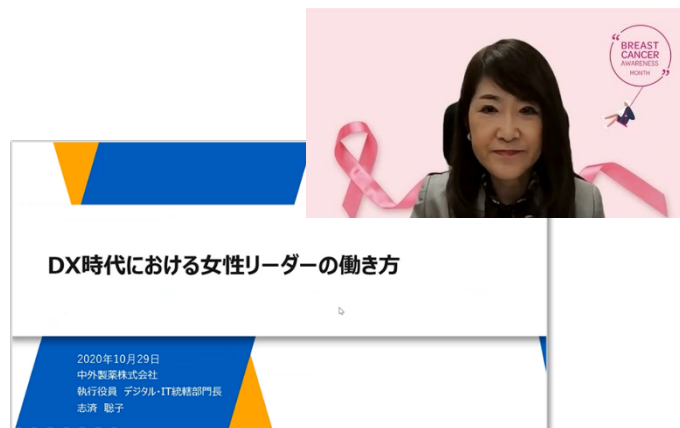 BREAST
CANCER
AWARENESS
MONTH
DX時代における女性リーダーの働き方
2020年10月29日
中外製薬株式会社
執行役員 デジタル・IT統轄部門長
志済 聡子